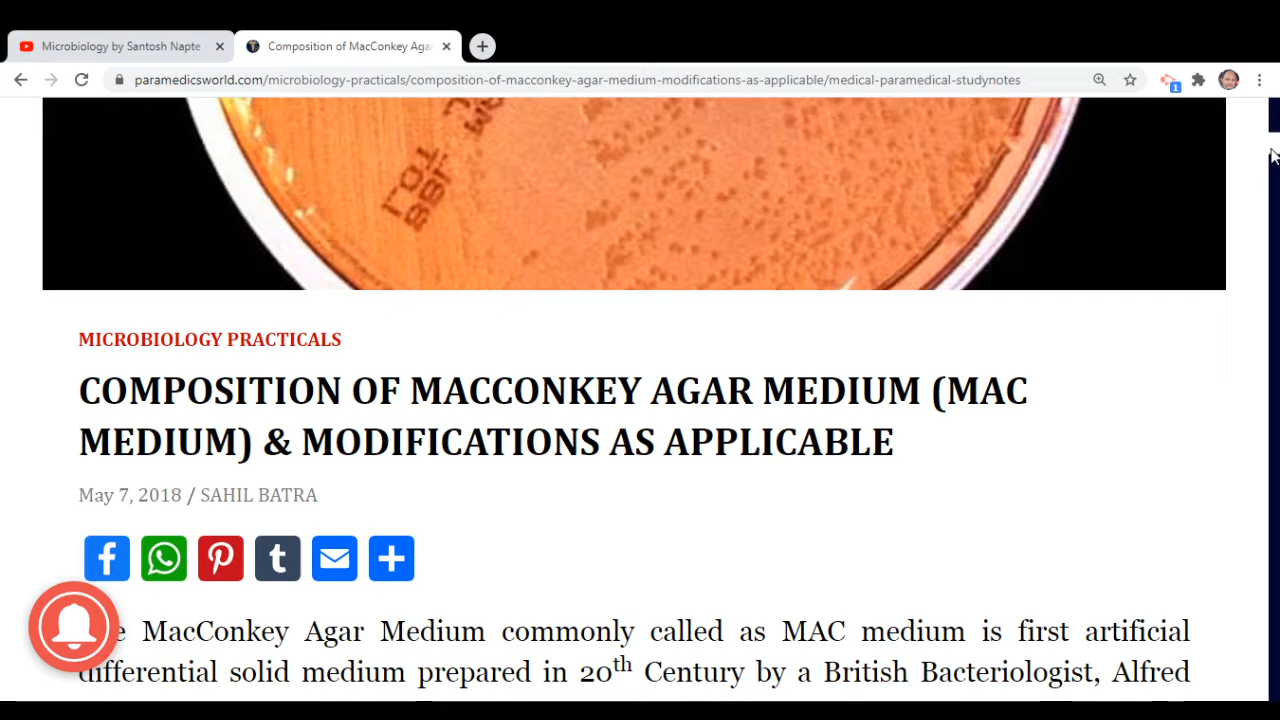 Microbiology by Santosh Napte
Composition of MacConkey Aga
paramedicsworld.com/microbiology-practicals/composition-of-macconkey-agar-medium-modifications-as-applicable/medical-paramedical-studynotes
1
MICROBIOLOGY PRACTICALS
COMPOSITION OF MACCONKEY AGAR MEDIUM (MAC
MEDIUM) & MODIFICATIONS AS APPLICABLE
May 7, 2018 / SAHIL BATRA
MacConkey Agar Medium commonly called as MAC medium is first artificial
differential solid medium prepared in 20th Century by a British Bacteriologist, Alfred